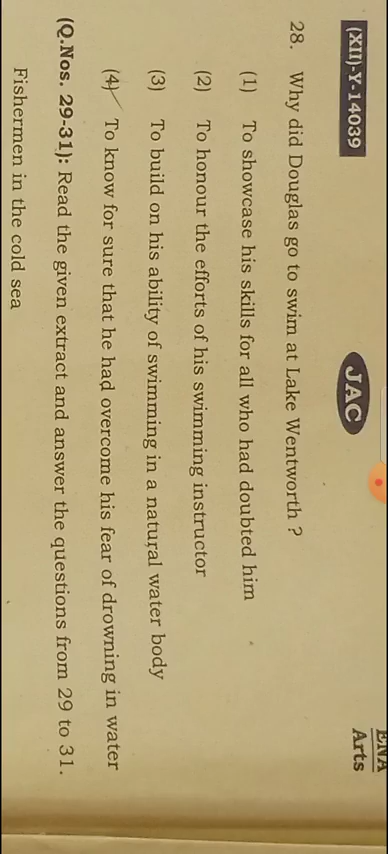 ENA
(XII)-Y-14039 JAC Arts
28. Why did Douglas go to swim at Lake Wentworth ?
(1) To showcase his skills for all who had doubted him
(2) To honour the efforts of his swimming instructor
(3) To build on his ability of swimming in a natural water body
(4) To know for sure that he had overcome his fear of drowning in water
(Q.Nos. 29-31): Read the given extract and answer the questions from 29 to 31.
Fishermen in the cold sea